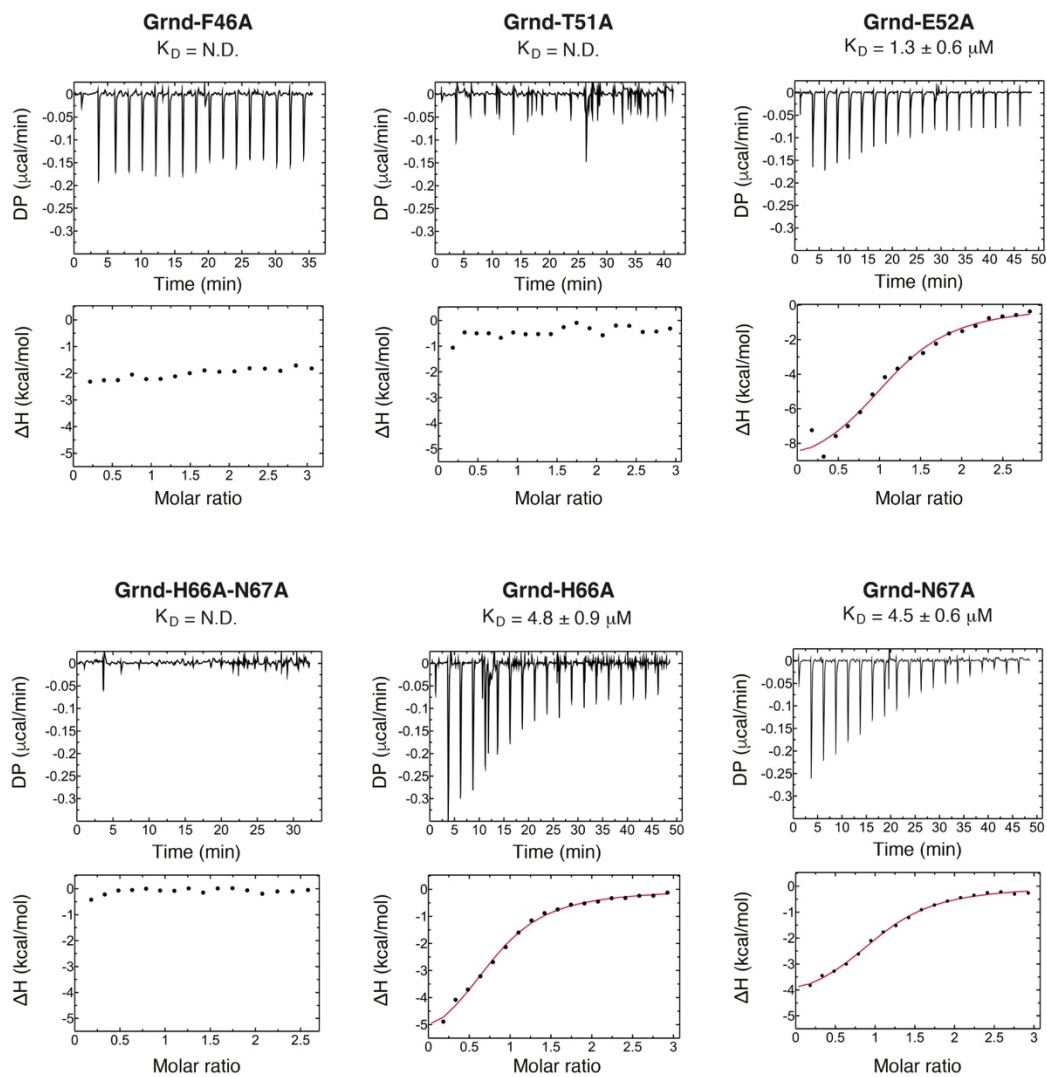 Grnd-F46A
K_D = N.D.
0
-0.05
-0.1
-0.15
-0.2
-0.25
-0.3
DP (μcal/min)
0 5 10 15 20 25 30 35
Time (min)
0
-1
-2
-3
-4
-5
ΔH (kcal/mol)
0 0.5 1 1.5 2 2.5 3
Molar ratio
Grnd-T51A
K_D = N.D.
0
-0.05
-0.1
-0.15
-0.2
-0.25
-0.3
DP (μcal/min)
0 5 10 15 20 25 30 35 40
Time (min)
0
-1
-2
-3
-4
-5
ΔH (kcal/mol)
0 0.5 1 1.5 2 2.5 3
Molar ratio
Grnd-E52A
K_D = 1.3 ± 0.6 μM
0
-0.05
-0.1
-0.15
-0.2
-0.25
-0.3
DP (μcal/min)
0 5 10 15 20 25 30 35 40 45 50
Time (min)
0
-2
-4
-6
-8
ΔH (kcal/mol)
0 0.5 1 1.5 2 2.5
Molar ratio
Grnd-H66A-N67A
K_D = N.D.
0
-0.05
-0.1
-0.15
-0.2
-0.25
-0.3
DP (μcal/min)
0 5 10 15 20 25 30
Time (min)
0
-1
-2
-3
-4
-5
ΔH (kcal/mol)
0 0.5 1 1.5 2 2.5
Molar ratio
Grnd-H66A
K_D = 4.8 ± 0.9 μM
0
-0.05
-0.1
-0.15
-0.2
-0.25
-0.3
DP (μcal/min)
0 5 10 15 20 25 30 35 40 45 50
Time (min)
0
-1
-2
-3
-4
-5
ΔH (kcal/mol)
0 0.5 1 1.5 2 2.5 3
Molar ratio
Grnd-N67A
K_D = 4.5 ± 0.6 μM
0
-0.05
-0.1
-0.15
-0.2
-0.25
-0.3
DP (μcal/min)
0 5 10 15 20 25 30 35 40 45 50
Time (min)
0
-1
-2
-3
-4
-5
ΔH (kcal/mol)
0 0.5 1 1.5 2 2.5 3
Molar ratio